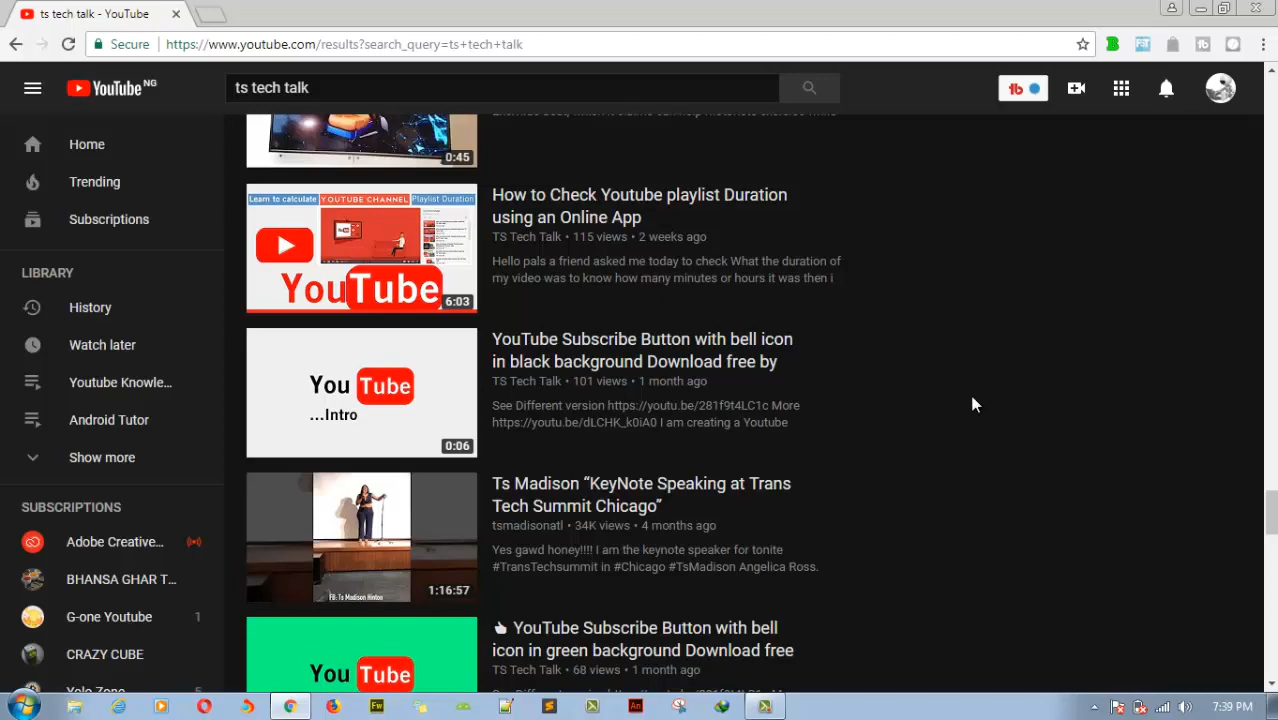 ts tech talk - YouTube
Secure
https://www.youtube.com/results?search_query=ts+tech+talk
YouTube NG
ts tech talk
Home
Trending
Subscriptions
LIBRARY
History
Watch later
Youtube Knowle...
Android Tutor
Show more
SUBSCRIPTIONS
Adobe Creative...
BHANSA GHAR T...
G-one Youtube 1
CRAZY CUBE
Yolo Zone 5
0:45
Learn to calculate YOUTUBE CHANNEL Playlist Duration
YouTube
6:03
How to Check Youtube playlist Duration
using an Online App
TS Tech Talk • 115 views • 2 weeks ago
Hello pals a friend asked me today to check What the duration of
my video was to know how many minutes or hours it was then i
You Tube
...Intro
0:06
YouTube Subscribe Button with bell icon
in black background Download free by
TS Tech Talk • 101 views • 1 month ago
See Different version https://youtu.be/281f9t4LC1c More
https://youtu.be/dLCHK_k0iA0 I am creating a Youtube
FB: Ts Madison Hinton
1:16:57
Ts Madison “KeyNote Speaking at Trans
Tech Summit Chicago”
tsmadisonatl • 34K views • 4 months ago
Yes gawd honey!!!! I am the keynote speaker for tonite
#TransTechsummit in #Chicago #TsMadison Angelica Ross.
You Tube
YouTube Subscribe Button with bell
icon in green background Download free
TS Tech Talk • 68 views • 1 month ago
Fw
An
7:39 PM